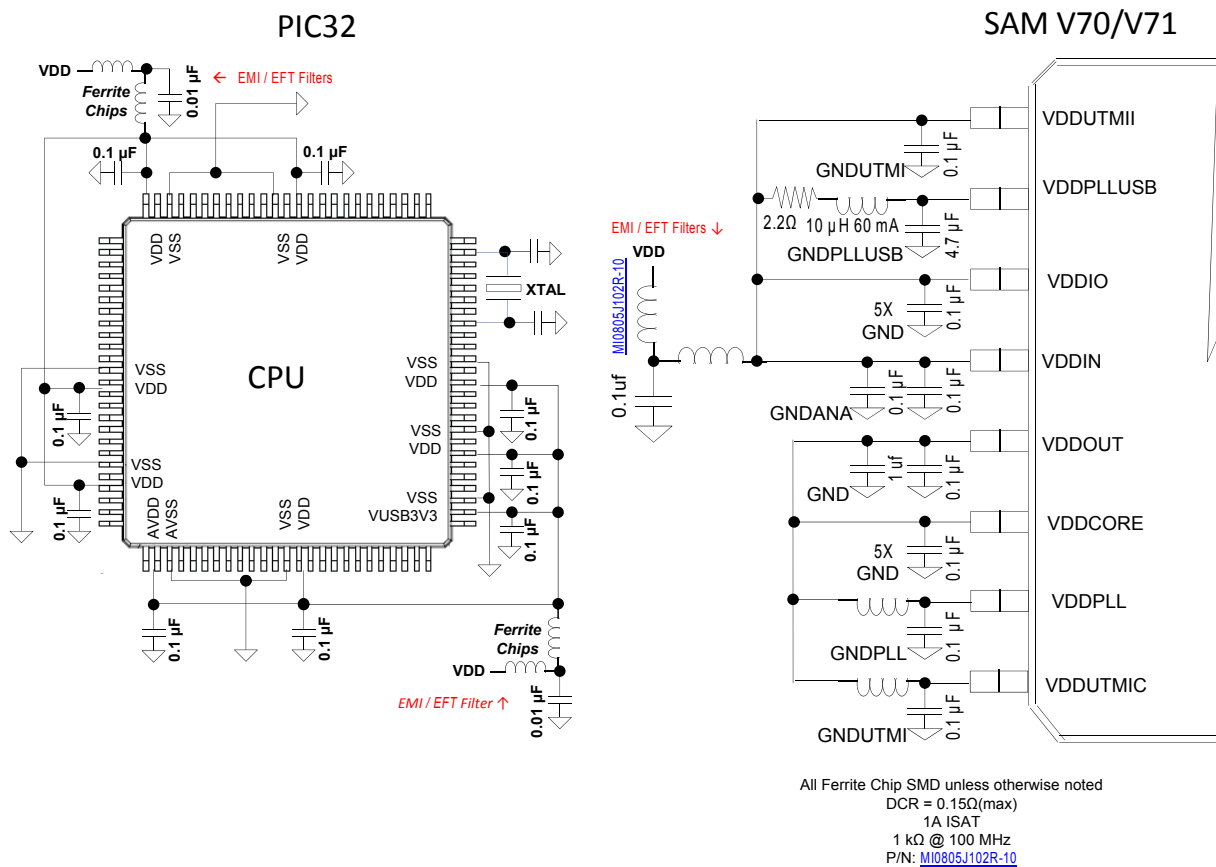 PIC32
SAM V70/V71
VDD
Ferrite
Chips
0.01 µF
← EMI / EFT Filters
0.1 µF
0.1 µF
VDD
VSS
VSS
VDD
XTAL
CPU
VSS
VDD
0.1 µF
VSS
VDD
0.1 µF
AVDD
AVSS
VSS
VDD
VSS
VDD
0.1 µF
VSS
VDD
0.1 µF
VSS
VUSB3V3
0.1 µF
0.1 µF
0.1 µF
Ferrite
Chips
VDD
EMI / EFT Filter ↑
0.01 µF
EMI / EFT Filters ↓
VDD
MI0805J102R-10
0.1uf
VDDUTMII
0.1 µF
GNDUTMI
VDDPLLUSB
2.2Ω
10 µH 60 mA
4.7 µF
GNDPLLUSB
VDDIO
5X
GND
0.1 µF
VDDIN
0.1 µF
0.1 µF
GNDANA
VDDOUT
1uf
0.1 µF
GND
VDDCORE
5X
GND
0.1 µF
VDDPLL
0.1 µF
GNDPLL
VDDUTMIC
0.1 µF
GNDUTMI
All Ferrite Chip SMD unless otherwise noted
DCR = 0.15Ω(max)
1A ISAT
1 kΩ @ 100 MHz
P/N: MI0805J102R-10